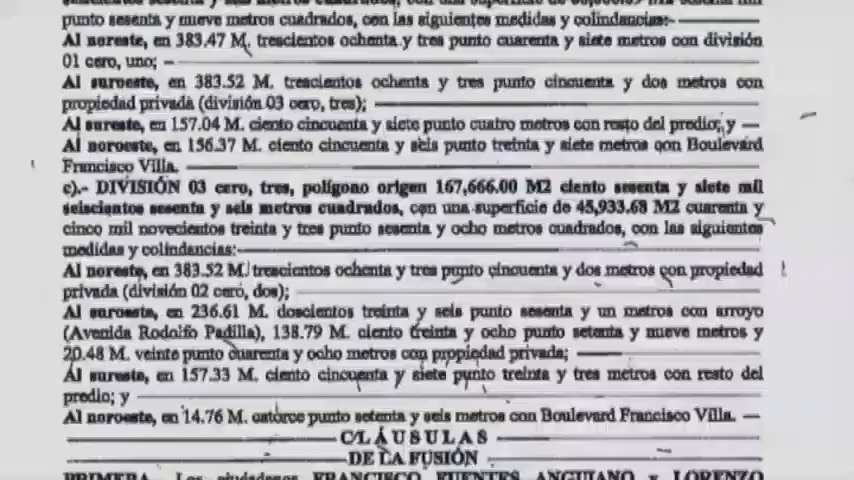 punto sesenta y nueve metros cuadrados, con las siguientes medidas y colindancias:-
Al noreste, en 383.47 M. trescientos ochenta y tres punto cuarenta y siete metros con división
01 cero, uno; -
Al suroeste, en 383.52 M. trescientos ochenta y tres punto cincuenta y dos metros con
propiedad privada (división 03 cero, tres);
Al sureste, en 157.04 M. ciento cincuenta y siete punto cuatro metros con resto del predio; y
Al noroeste, en 156.37 M. ciento cincuenta y seis punto treinta y siete metros con Boulevard
Francisco Villa.
c).- DIVISIÓN 03 cero, tres, polígono origen 167,666.00 M2 ciento sesenta y siete mil
seiscientos sesenta y seis metros cuadrados, con una superficie de 45,933.68 M2 cuarenta y
cinco mil novecientos treinta y tres punto sesenta y ocho metros cuadrados, con las siguientes
medidas y colindancias:
Al noreste, en 383.52 M. trescientos ochenta y tres punto cincuenta y dos metros con propiedad
privada (división 02 cero, dos);
Al suroeste, en 236.61 M. doscientos treinta y seis punto sesenta y un metros con arroyo
(Avenida Rodolfo Padilla), 138.79 M. ciento treinta y ocho punto setenta y nueve metros y
20.48 M. veinte punto cuarenta y ocho metros con propiedad privada;
Al sureste, en 157.33 M. ciento cincuenta y siete punto treinta y tres metros con resto del
predio; y
Al noroeste, en 14.76 M. catorce punto setenta y seis metros con Boulevard Francisco Villa.
CLÁUSULAS
DE LA FUSIÓN
PRIMERA. Los ciudadanos FRANCISCO FUENTES ANGUIANO y LORENZO